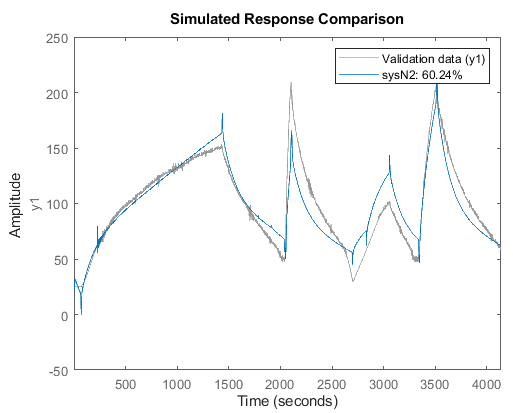 Simulated Response Comparison
250
200
150
100
50
0
-50
Amplitude
y1
Validation data (y1)
sysN2: 60.24%
500
1000
1500
2000
2500
3000
3500
4000
Time (seconds)